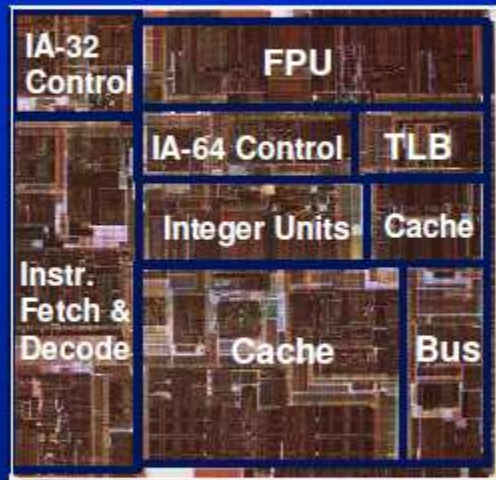 IA-32
Control
FPU
IA-64 Control
TLB
Integer Units
Cache
Instr.
Fetch &
Decode
Cache
Bus